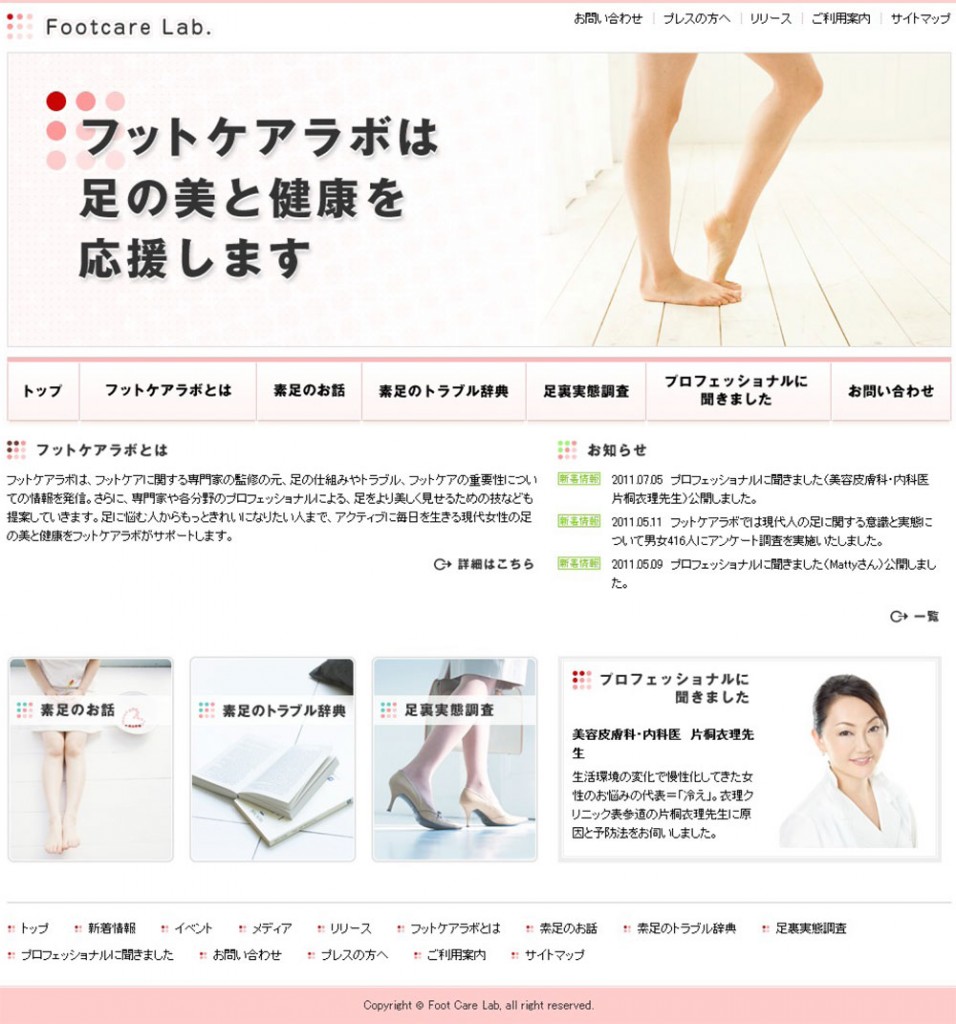 Footcare Lab.
お問い合わせ | プレスの方へ | リリース | ご利用案内 | サイトマップ
フットケアラボは
足の美と健康を
応援します
トップ
フットケアラボとは
素足のお話
素足のトラブル辞典
足裏実態調査
プロフェッショナルに
聞きました
お問い合わせ
フットケアラボとは
フットケアラボは、フットケアに関する専門家の監修の元、足の仕組みやトラブル、フットケアの重要性につい
ての情報を発信。さらに、専門家や各分野のプロフェッショナルによる、足をより美しく見せるための技なども
提案していきます。足に悩む人からもっときれいになりたい人まで、アクティブに毎日を生きる現代女性の足
の美と健康をフットケアラボがサポートします。
詳細はこちら
お知らせ
新着情報 2011.07.05 プロフェッショナルに聞きました（美容皮膚科・内科医
片桐衣理先生）公開しました。
新着情報 2011.05.11 フットケアラボでは現代人の足に関する意識と実態に
ついて男女416人にアンケート調査を実施いたしました。
新着情報 2011.05.09 プロフェッショナルに聞きました（Mattyさん）公開しまし
た。
一覧
素足のお話
素足のトラブル辞典
足裏実態調査
プロフェッショナルに
聞きました
美容皮膚科・内科医 片桐衣理先
生
生活環境の変化で慢性化してきた女
性のお悩みの代表＝「冷え」。衣理ク
リニック表参道の片桐衣理先生に原
因と予防法をお伺いしました。
トップ 新着情報 イベント メディア リリース フットケアラボとは 素足のお話 素足のトラブル辞典 足裏実態調査
プロフェッショナルに聞きました お問い合わせ プレスの方へ ご利用案内 サイトマップ
Copyright © Foot Care Lab, all right reserved.